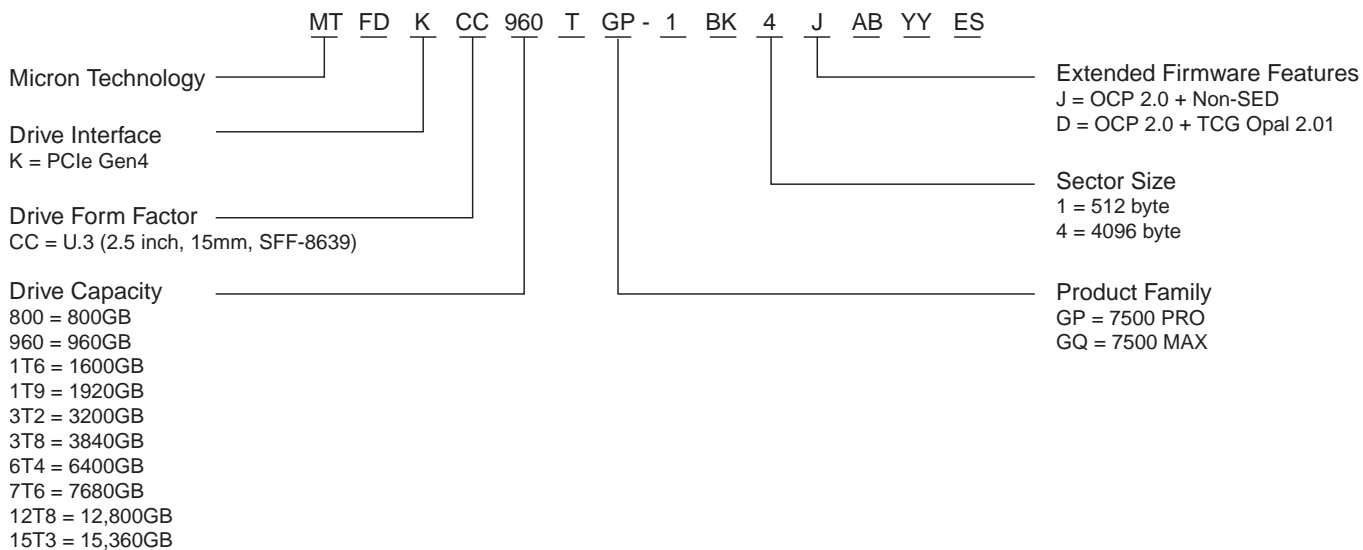 MT FD K CC 960 T GP - 1 BK 4 J AB YY ES
Micron Technology
Drive Interface
K = PCIe Gen4
Drive Form Factor
CC = U.3 (2.5 inch, 15mm, SFF-8639)
Drive Capacity
800 = 800GB
960 = 960GB
1T6 = 1600GB
1T9 = 1920GB
3T2 = 3200GB
3T8 = 3840GB
6T4 = 6400GB
7T6 = 7680GB
12T8 = 12,800GB
15T3 = 15,360GB
Extended Firmware Features
J = OCP 2.0 + Non-SED
D = OCP 2.0 + TCG Opal 2.01
Sector Size
1 = 512 byte
4 = 4096 byte
Product Family
GP = 7500 PRO
GQ = 7500 MAX